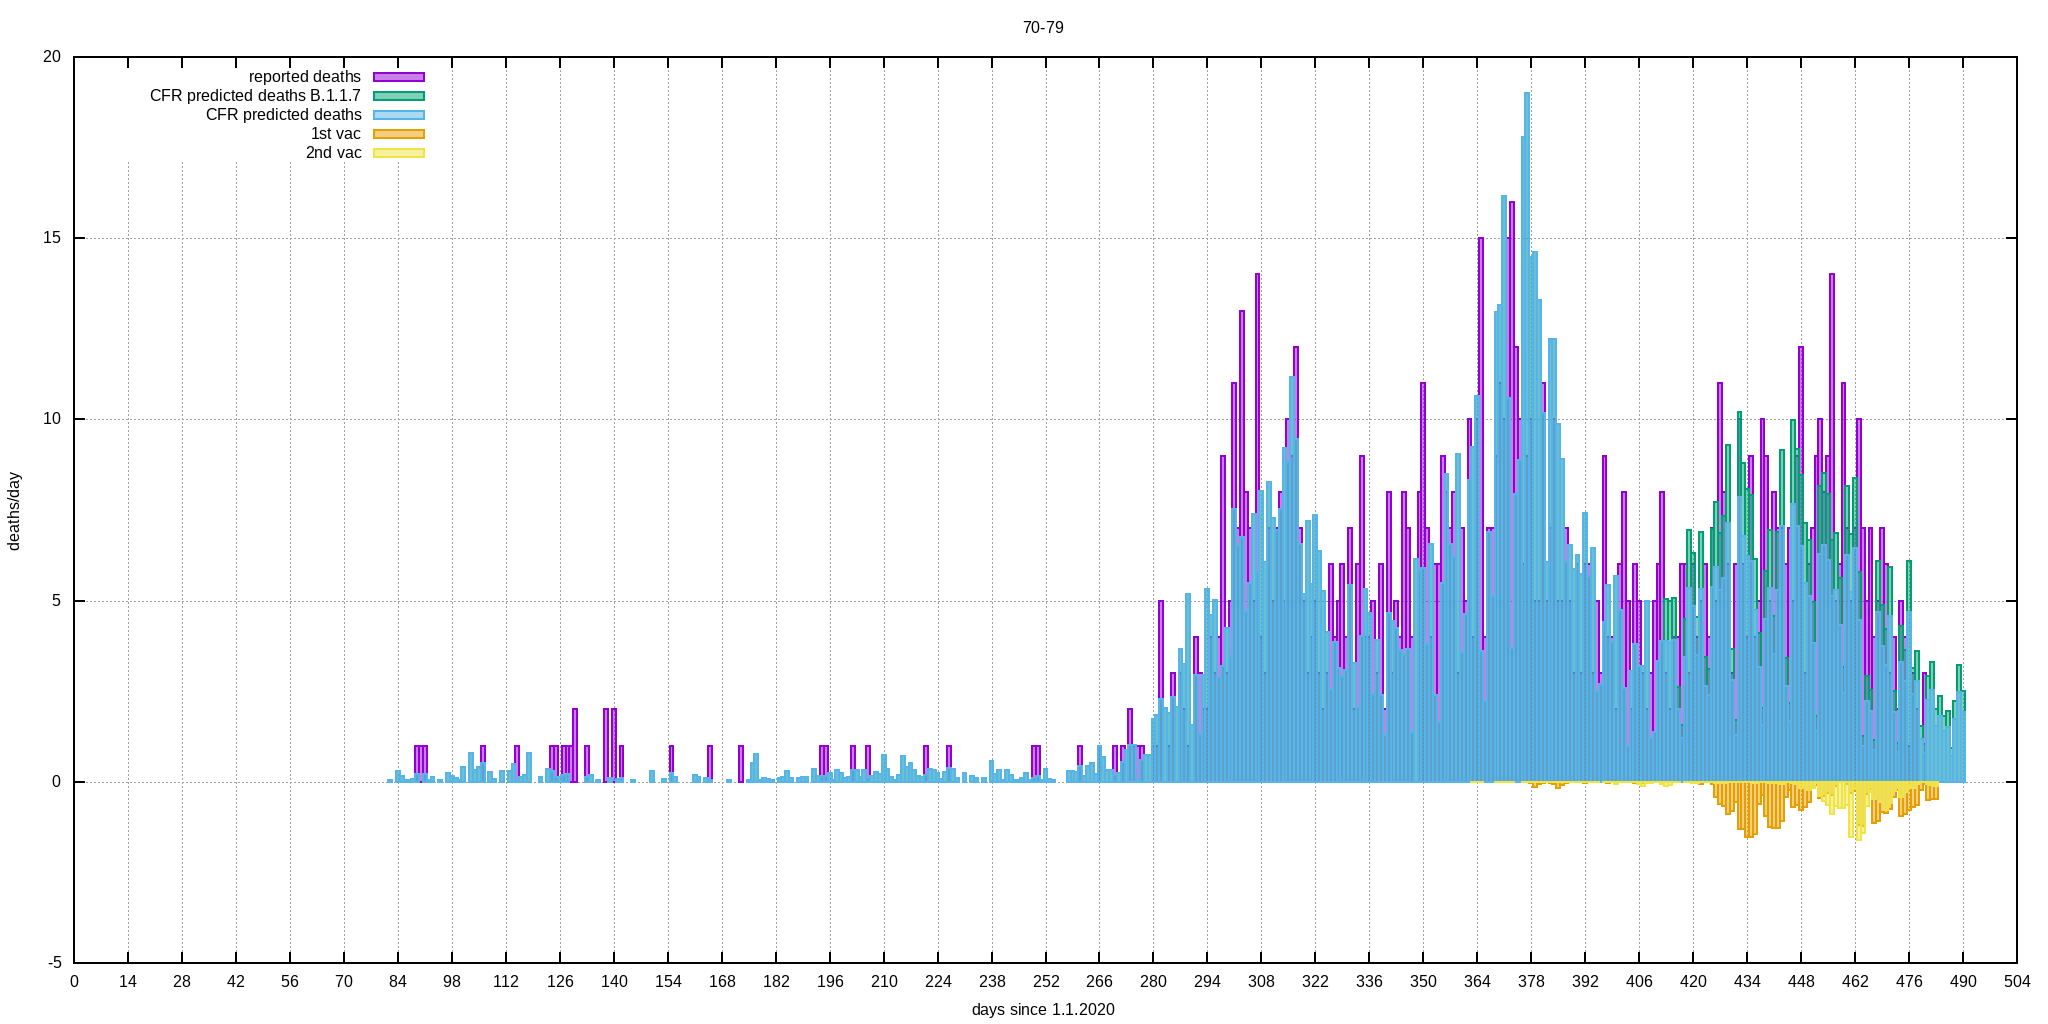 70-79
20
15
10
5
0
-5
deaths/day
reported deaths
CFR predicted deaths B.1.1.7
CFR predicted deaths
1st vac
2nd vac
0 14 28 42 56 70 84 98 112 126 140 154 168 182 196 210 224 238 252 266 280 294 308 322 336 350 364 378 392 406 420 434 448 462 476 490 504
days since 1.1.2020